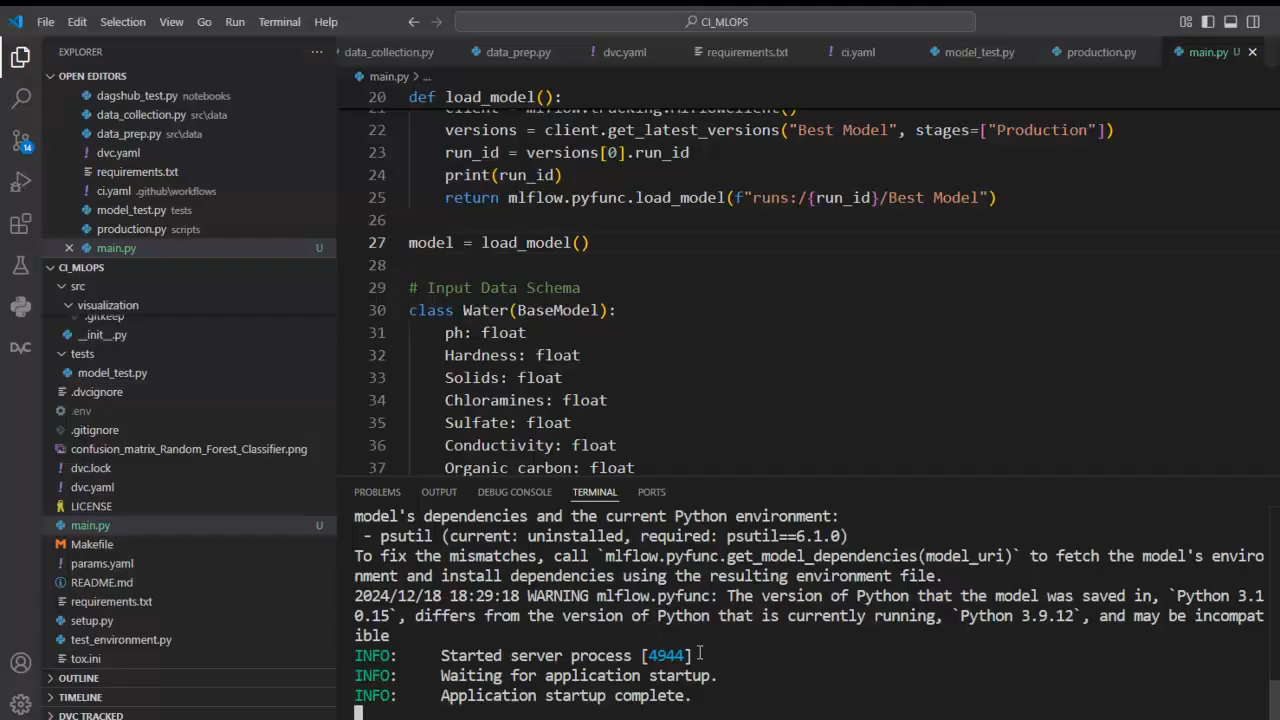 File Edit Selection View Go Run Terminal Help
CI_MLOPS
EXPLORER
OPEN EDITORS
dagshub_test.py notebooks
data_collection.py src\data
data_prep.py src\data
dvc.yaml
requirements.txt
ci.yaml .github\workflows
model_test.py tests
production.py scripts
main.py U
CI_MLOPS
src
visualization
.gitkeep
__init__.py
tests
model_test.py
.dvcignore
.env
.gitignore
confusion_matrix_Random_Forest_Classifier.png
dvc.lock
dvc.yaml
LICENSE
main.py U
Makefile
params.yaml
README.md
requirements.txt
setup.py
test_environment.py
tox.ini
OUTLINE
TIMELINE
DVC TRACKED
14
DVC
data_collection.py data_prep.py dvc.yaml requirements.txt ci.yaml model_test.py production.py main.py U
main.py > ...
20 def load_model():
22 versions = client.get_latest_versions("Best Model", stages=["Production"])
23 run_id = versions[0].run_id
24 print(run_id)
25 return mlflow.pyfunc.load_model(f"runs:/{run_id}/Best Model")
26
27 model = load_model()
28
29 # Input Data Schema
30 class Water(BaseModel):
31 ph: float
32 Hardness: float
33 Solids: float
34 Chloramines: float
35 Sulfate: float
36 Conductivity: float
37 Organic_carbon: float
PROBLEMS OUTPUT DEBUG CONSOLE TERMINAL PORTS
model's dependencies and the current Python environment:
- psutil (current: uninstalled, required: psutil==6.1.0)
To fix the mismatches, call `mlflow.pyfunc.get_model_dependencies(model_uri)` to fetch the model's enviro
nment and install dependencies using the resulting environment file.
2024/12/18 18:29:18 WARNING mlflow.pyfunc: The version of Python that the model was saved in, `Python 3.1
0.15`, differs from the version of Python that is currently running, `Python 3.9.12`, and may be incompat
ible
INFO: Started server process [4944]
INFO: Waiting for application startup.
INFO: Application startup complete.